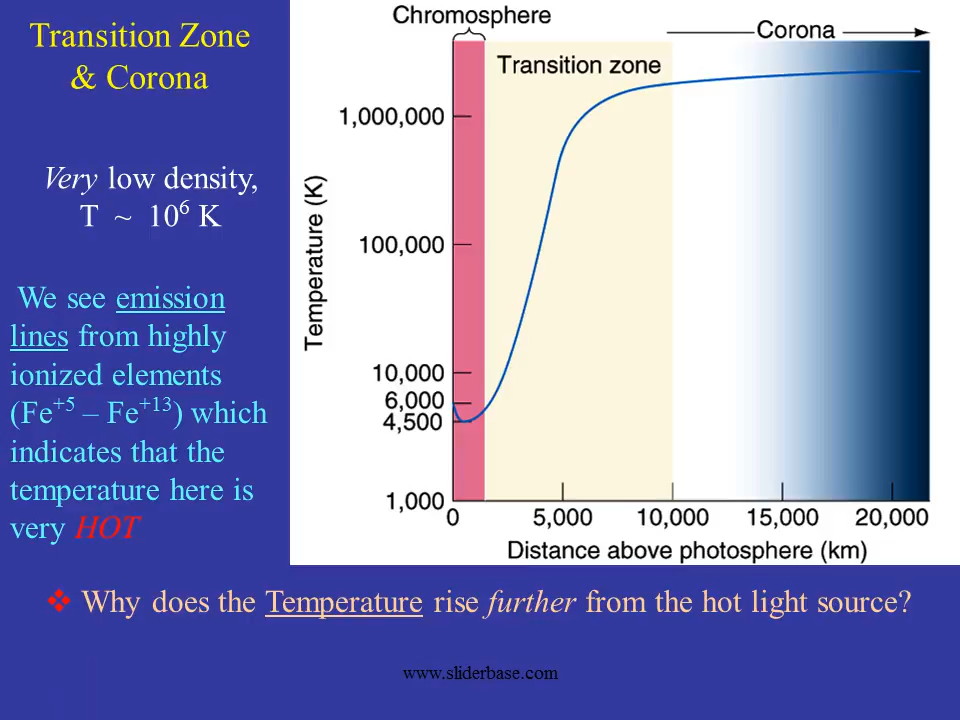 Transition Zone
& Corona
Very low density,
T ~ 10⁶ K
We see emission
lines from highly
ionized elements
(Fe⁺⁵ – Fe⁺¹³) which
indicates that the
temperature here is
very HOT
Chromosphere
Corona
Transition zone
Temperature (K)
1,000,000
100,000
10,000
6,000
4,500
1,000
0 5,000 10,000 15,000 20,000
Distance above photosphere (km)
❖ Why does the Temperature rise further from the hot light source?
www.sliderbase.com